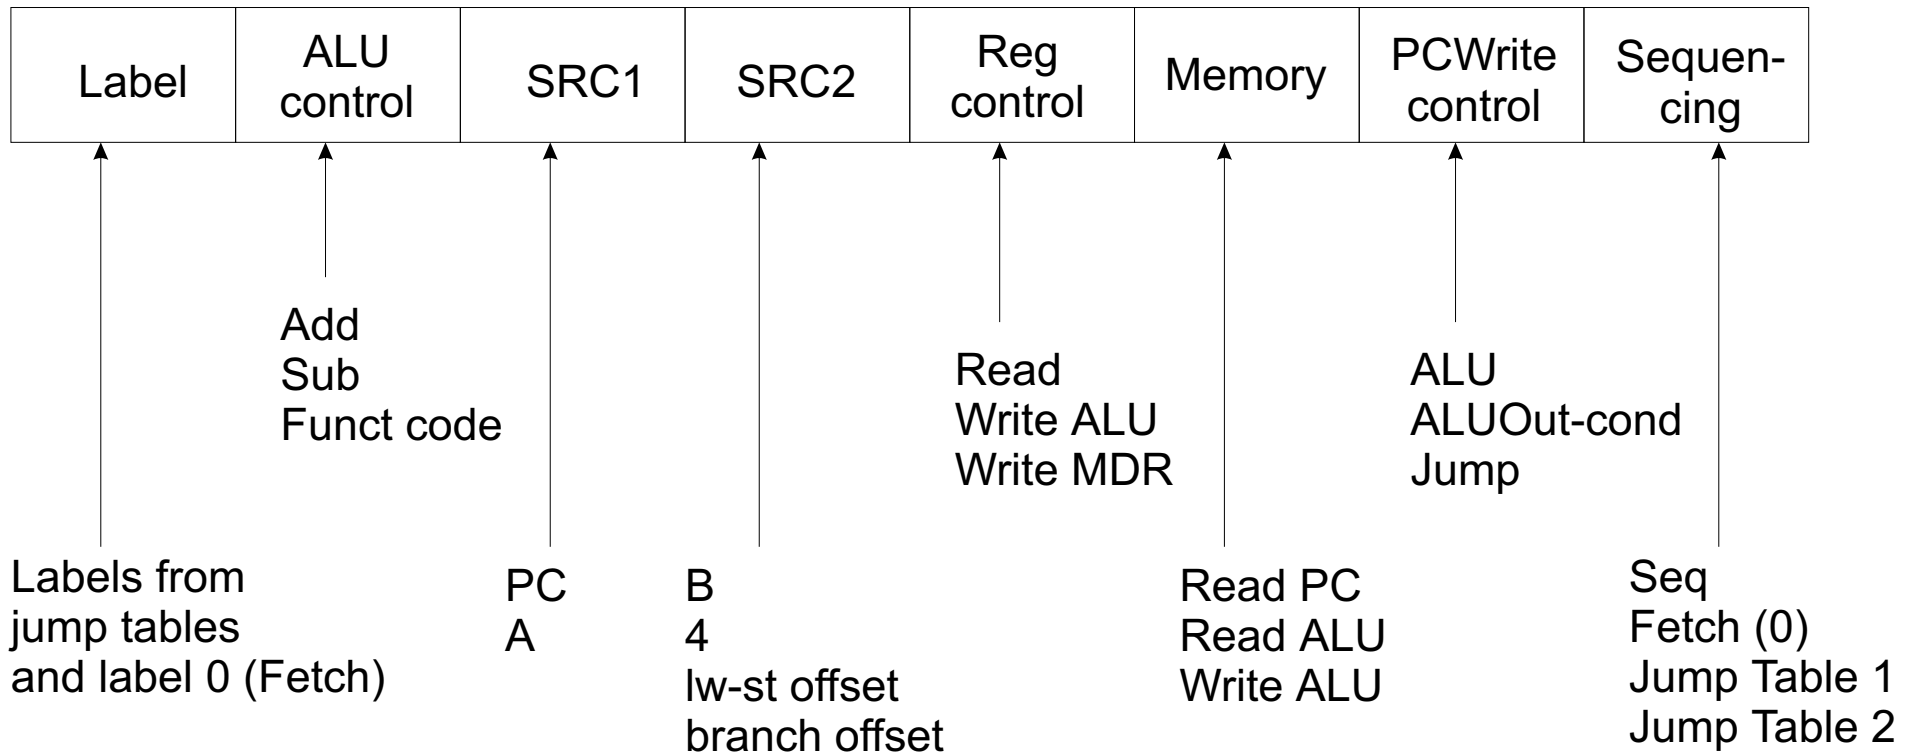 Label
ALU
control
SRC1
SRC2
Reg
control
Memory
PCWrite
control
Sequen-
cing
Add
Sub
Funct code
Read
Write ALU
Write MDR
ALU
ALUOut-cond
Jump
Labels from
jump tables
and label 0 (Fetch)
PC
A
B
4
lw-st offset
branch offset
Read PC
Read ALU
Write ALU
Seq
Fetch (0)
Jump Table 1
Jump Table 2